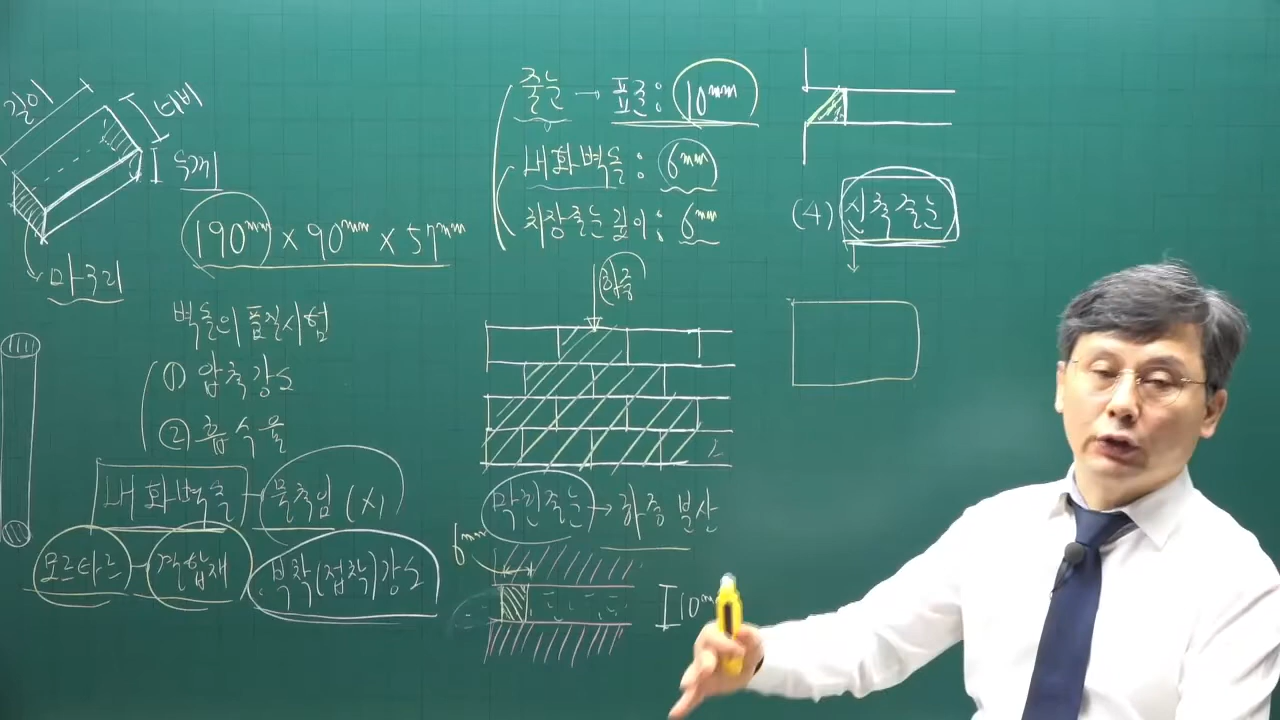 길이
너비
두께
190mm × 90mm × 57mm
마구리
벽돌의 품질시험
① 압축강도
② 흡수율
내화벽돌 - 물축임 (X)
모르타르 - 접합재 부착(접착)강도
줄눈 → 표준: 10mm
내화벽돌: 6mm
치장줄눈 깊이: 6mm
하중
막힌줄눈 → 하중 분산
6mm
10mm
(4) 신축줄눈